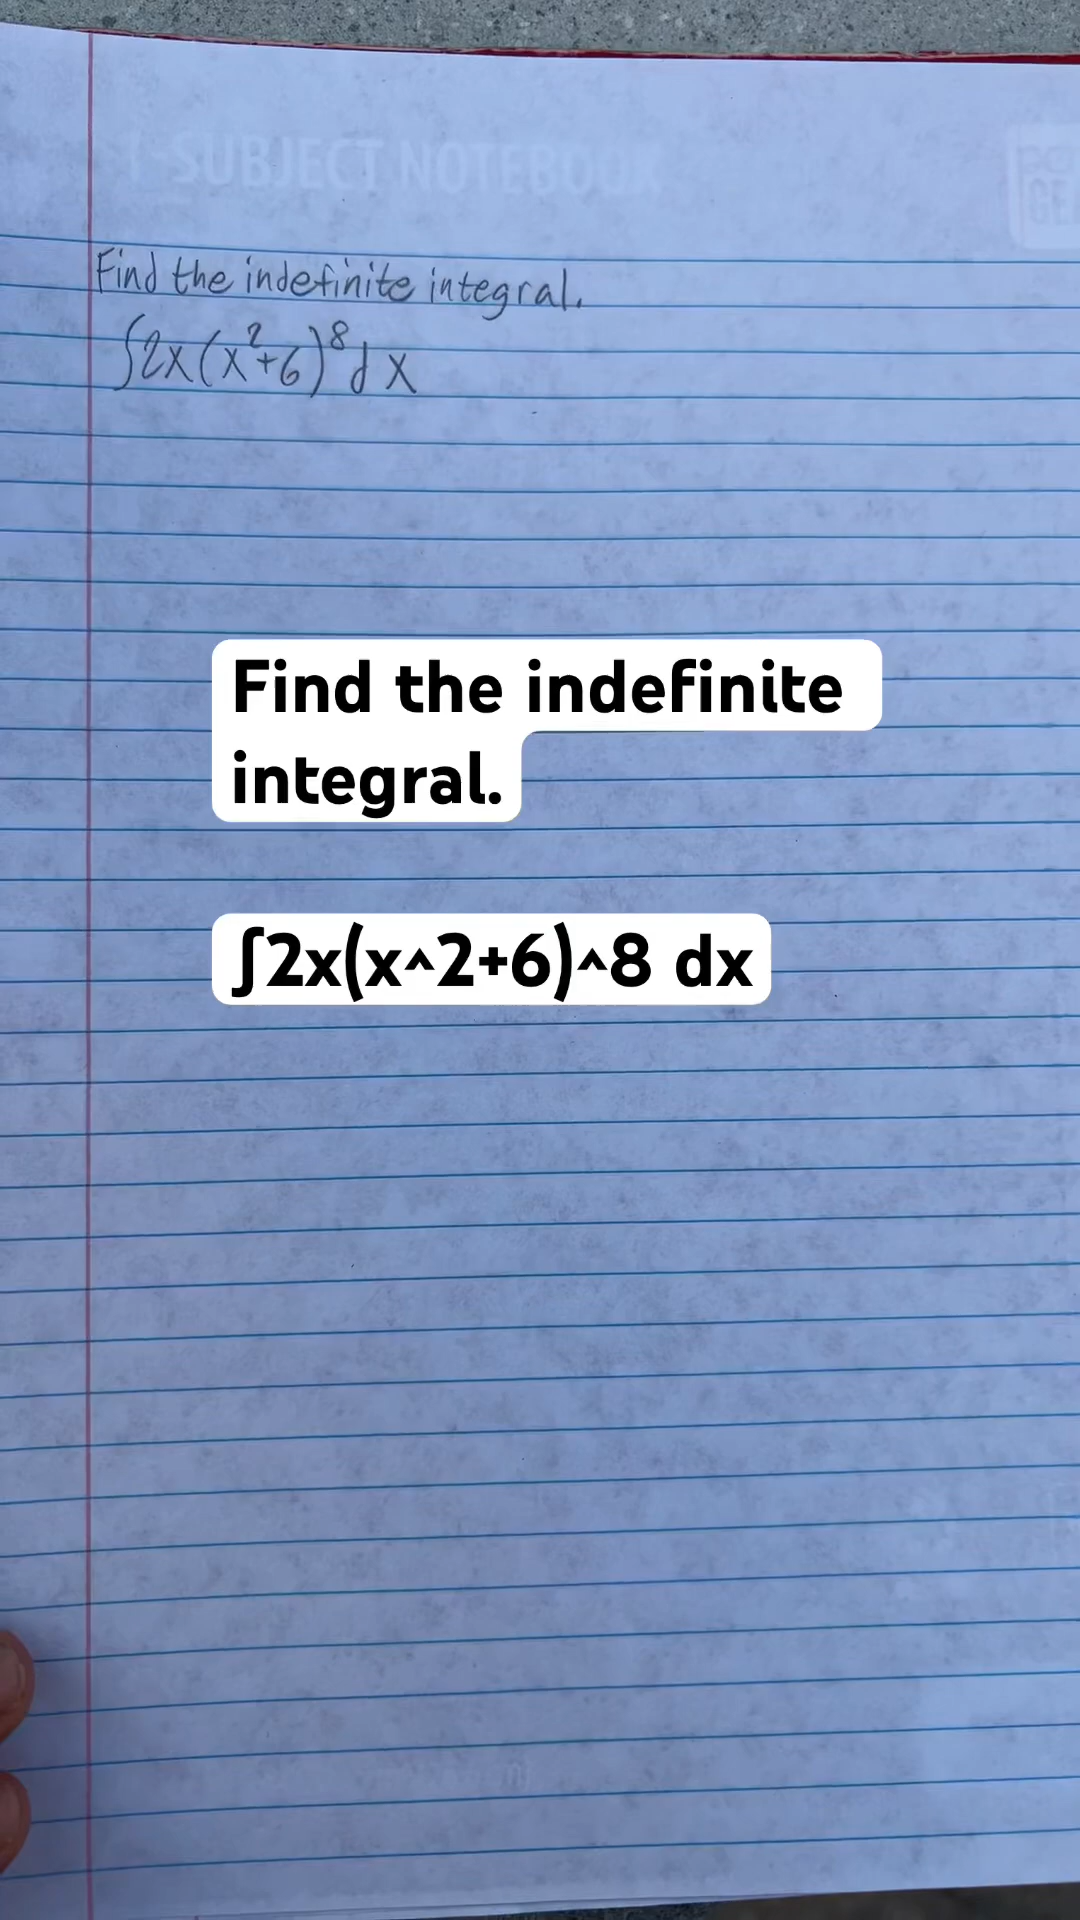 1 SUBJECT NOTEBOOK
Find the indefinite integral.
∫2x(x²+6)⁸dx
Find the indefinite
integral.
∫2x(x^2+6)^8 dx